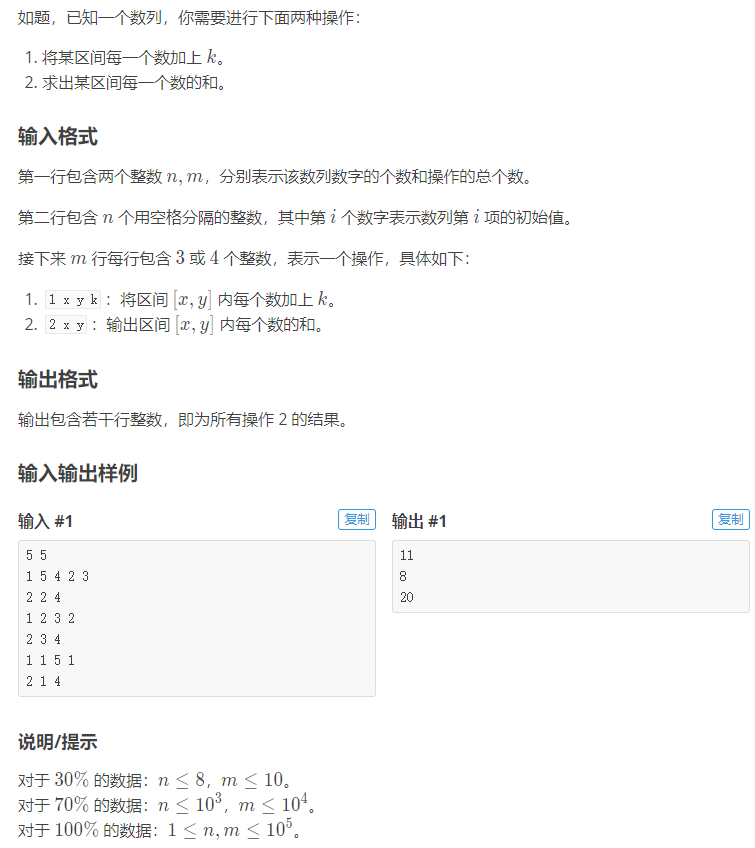 如题，已知一个数列，你需要进行下面两种操作：
1. 将某区间每一个数加上 k。
2. 求出某区间每一个数的和。
输入格式
第一行包含两个整数 n, m，分别表示该数列数字的个数和操作的总个数。
第二行包含 n 个用空格分隔的整数，其中第 i 个数字表示数列第 i 项的初始值。
接下来 m 行每行包含 3 或 4 个整数，表示一个操作，具体如下：
1. 1 x y k ：将区间 [x, y] 内每个数加上 k。
2. 2 x y ：输出区间 [x, y] 内每个数的和。
输出格式
输出包含若干行整数，即为所有操作 2 的结果。
输入输出样例
输入 #1
复制
5 5
1 5 4 2 3
2 2 4
1 2 3 2
2 3 4
1 1 5 1
2 1 4
输出 #1
复制
11
8
20
说明/提示
对于 30% 的数据：n ≤ 8，m ≤ 10。
对于 70% 的数据：n ≤ 10³，m ≤ 10⁴。
对于 100% 的数据：1 ≤ n, m ≤ 10⁵。